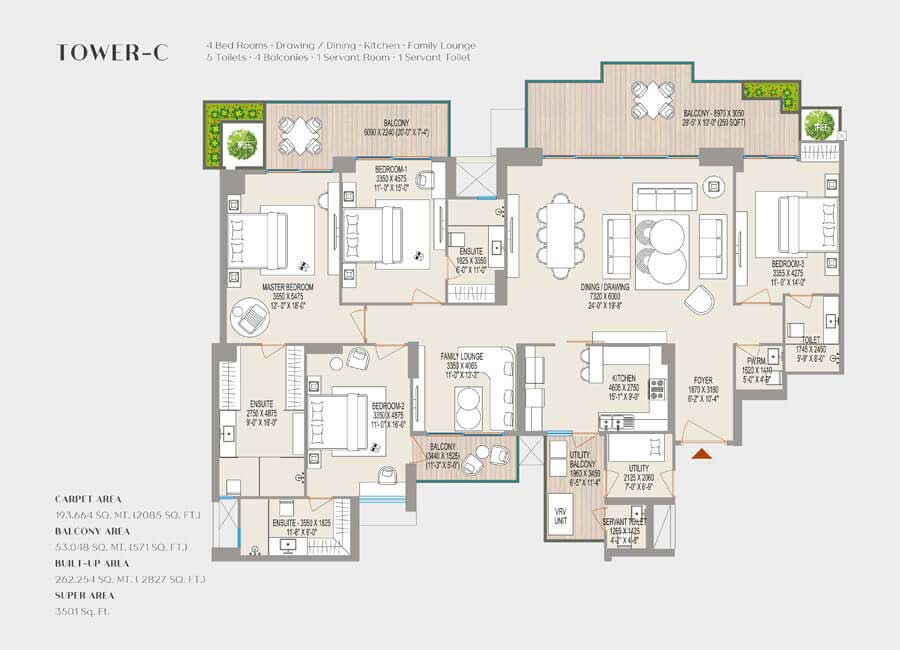 TOWER-C
4 Bed Rooms • Drawing / Dining • Kitchen • Family Lounge
5 Toilets • 4 Balconies • 1 Servant Room • 1 Servant Toilet
BALCONY
6090 X 2240 (20'-0" X 7'-4")
BALCONY - 8970 X 3050
29'-5" X 10'-0" (250 SQFT)
TREE
TREE
BEDROOM-1
3350 X 4575
11'- 0" X 15'-0"
MASTER BEDROOM
3650 X 5475
12'- 0" X 18'-0"
ENSUITE
1825 X 3350
6'-0" X 11'-0"
DINING / DRAWING
7320 X 6000
24'-0" X 19'-8"
BEDROOM-3
3355 X 4275
11'- 0" X 14'-0"
TOILET
1745 X 2450
5'-9" X 8'-0"
PW.RM.
1520 X 1410
5'-0" X 4'-8"
FOYER
1870 X 3160
6'-2" X 10'-4"
KITCHEN
4605 X 2750
15'-1" X 9'-0"
FAMILY LOUNGE
3350 X 4065
11'-0" X 13'-3"
ENSUITE
2750 X 4875
9'-0" X 16'-0"
BEDROOM-2
3350 X 4875
11'- 0" X 16'-0"
BALCONY
(3440 X 1525)
(11'-3" X 5'-0")
UTILITY
BALCONY
1960 X 3450
6'-5" X 11'-4"
UTILITY
2125 X 2060
7'-0" X 6'-9"
VRV
UNIT
SERVANT TOILET
1265 X 1425
4'-2" X 4'-8"
ENSUITE - 3550 X 1825
11'-8" X 6'-0"
CARPET AREA
193.664 SQ. MT. (2085 SQ. FT.)
BALCONY AREA
53.048 SQ. MT. (571 SQ. FT.)
BUILT-UP AREA
262.254 SQ. MT. ( 2827 SQ. FT.)
SUPER AREA
3501 Sq. Ft.